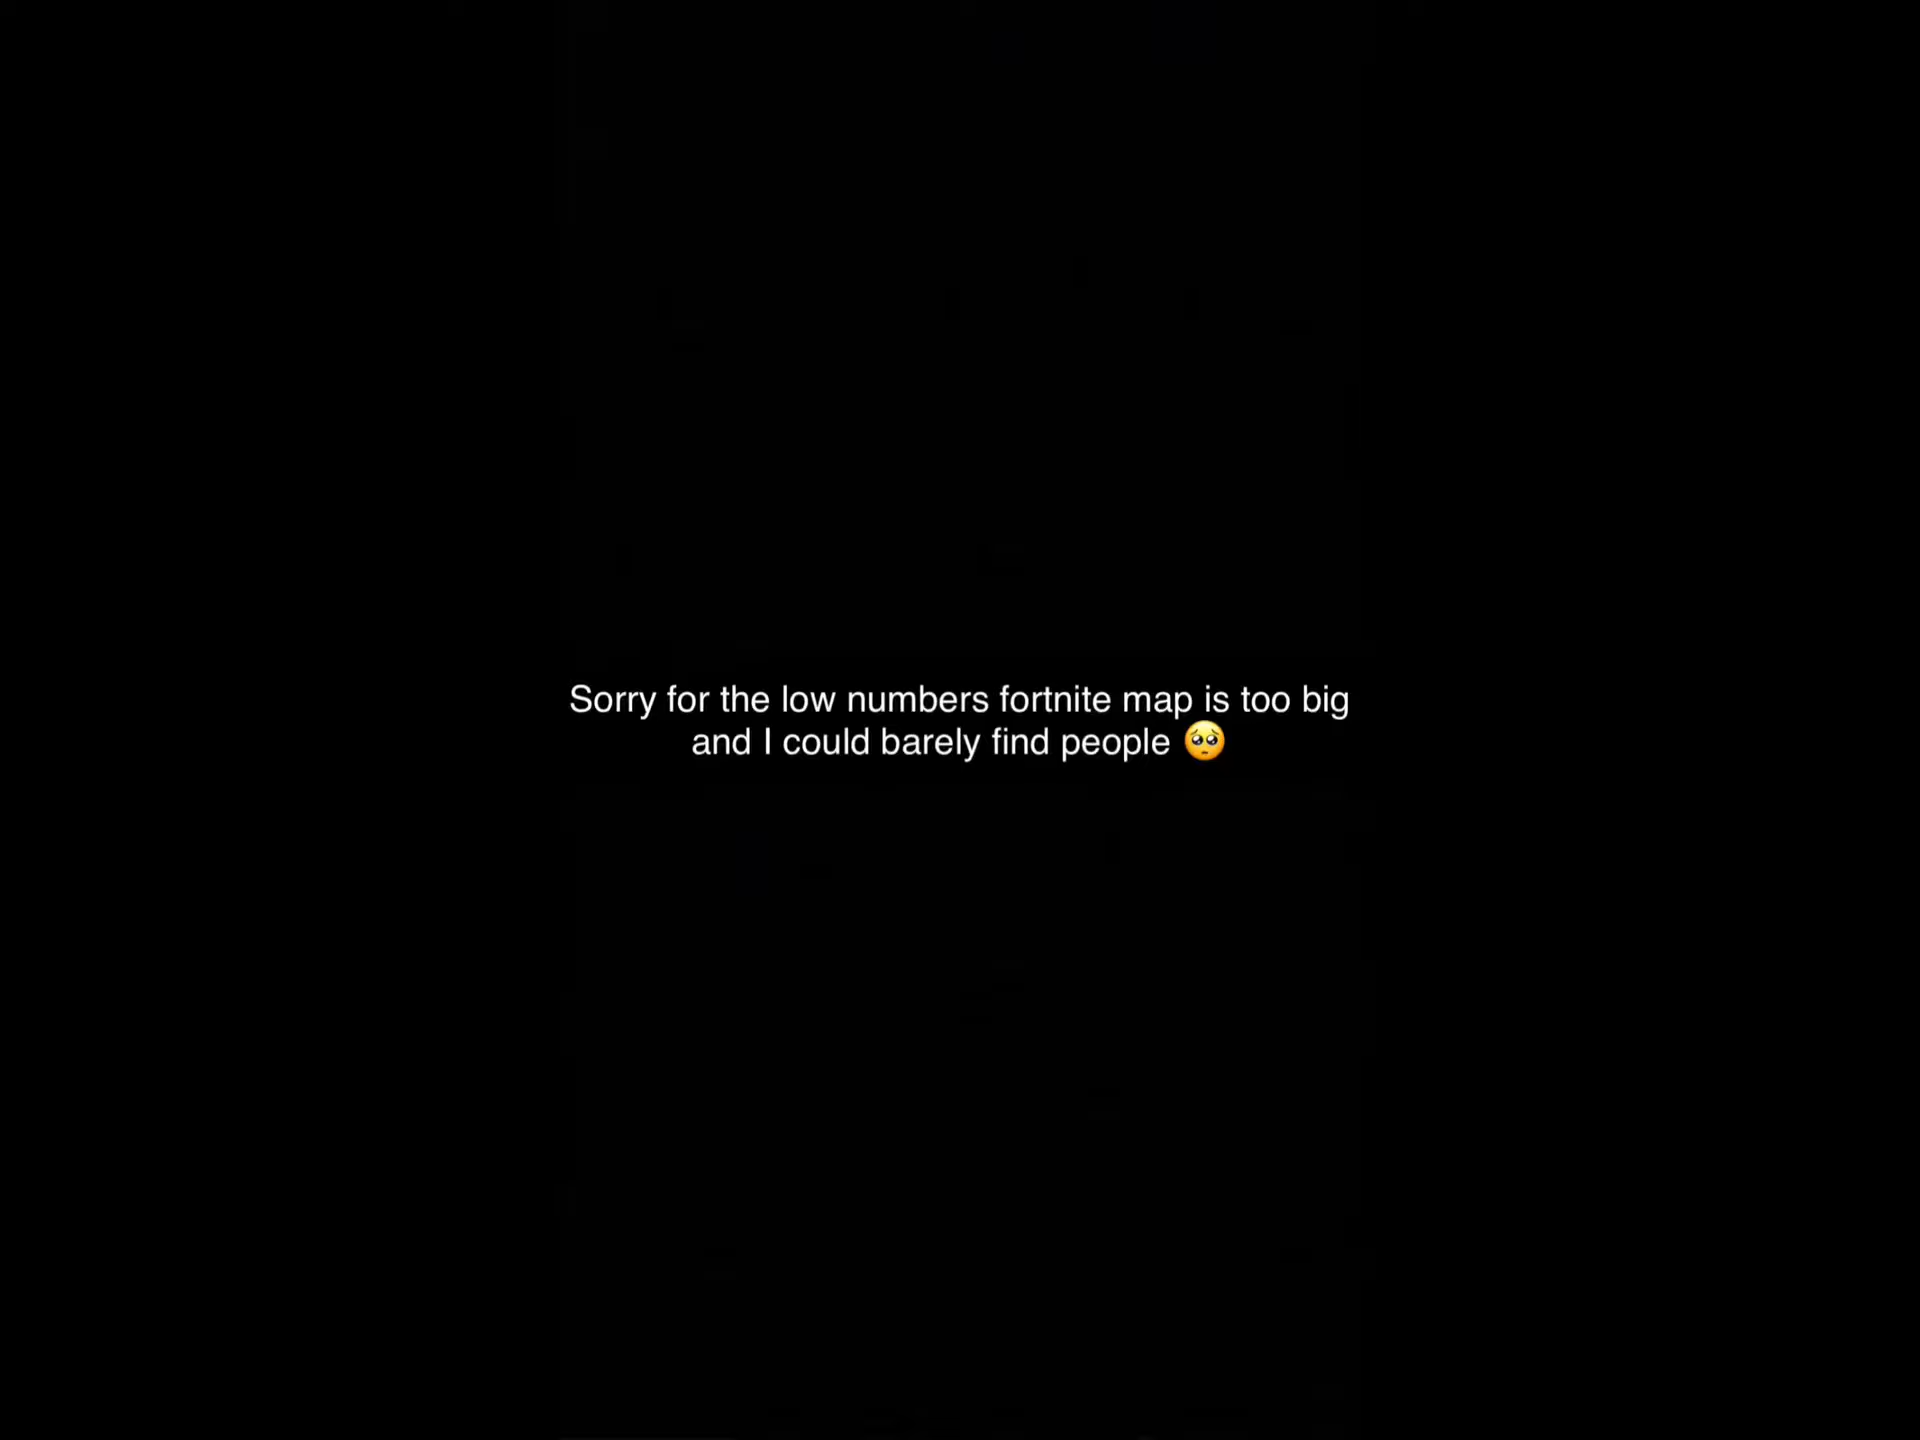 Sorry for the low numbers fortnite map is too big
and I could barely find people 🥺